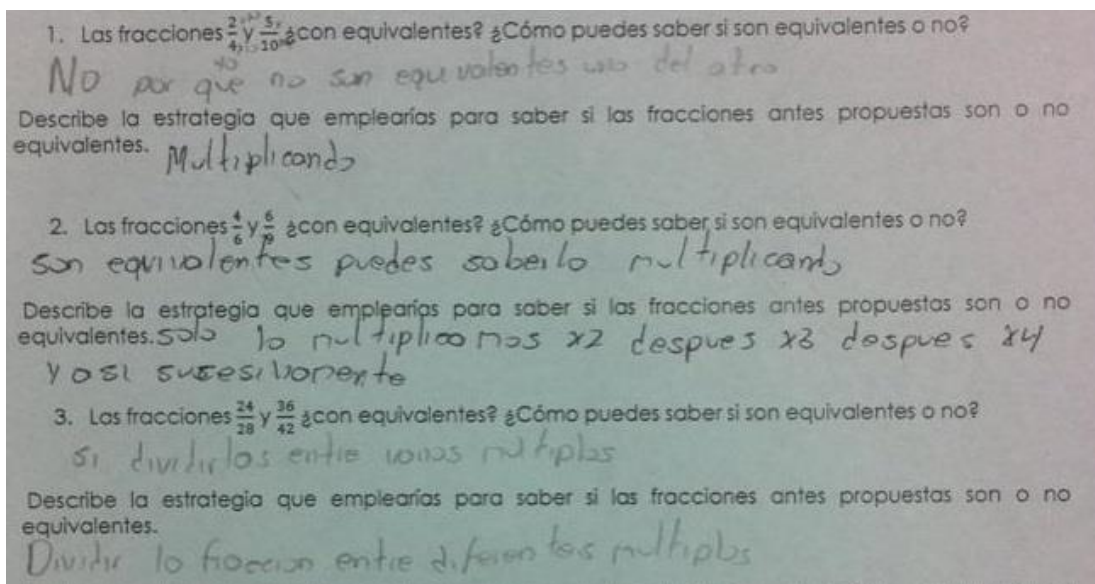 1. Las fracciones 2/4 y 5/10 ¿con equivalentes? ¿Cómo puedes saber si son equivalentes o no?
No por que no son equivalentes uno del otro
Describe la estrategia que emplearías para saber si las fracciones antes propuestas son o no
equivalentes. Multiplicando
2. Las fracciones 4/6 y 6/9 ¿con equivalentes? ¿Cómo puedes saber si son equivalentes o no?
Son equivalentes puedes saberlo multiplicando
Describe la estrategia que emplearías para saber si las fracciones antes propuestas son o no
equivalentes. solo lo multiplicamos x2 despues x3 despues x4
y asi susesivamente
3. Las fracciones 24/28 y 36/42 ¿con equivalentes? ¿Cómo puedes saber si son equivalentes o no?
si dividirlos entre
Describe la estrategia que emplearías para saber si las fracciones antes propuestas son o no
equivalentes.
Dividir la fraccion entre diferentes multiplos